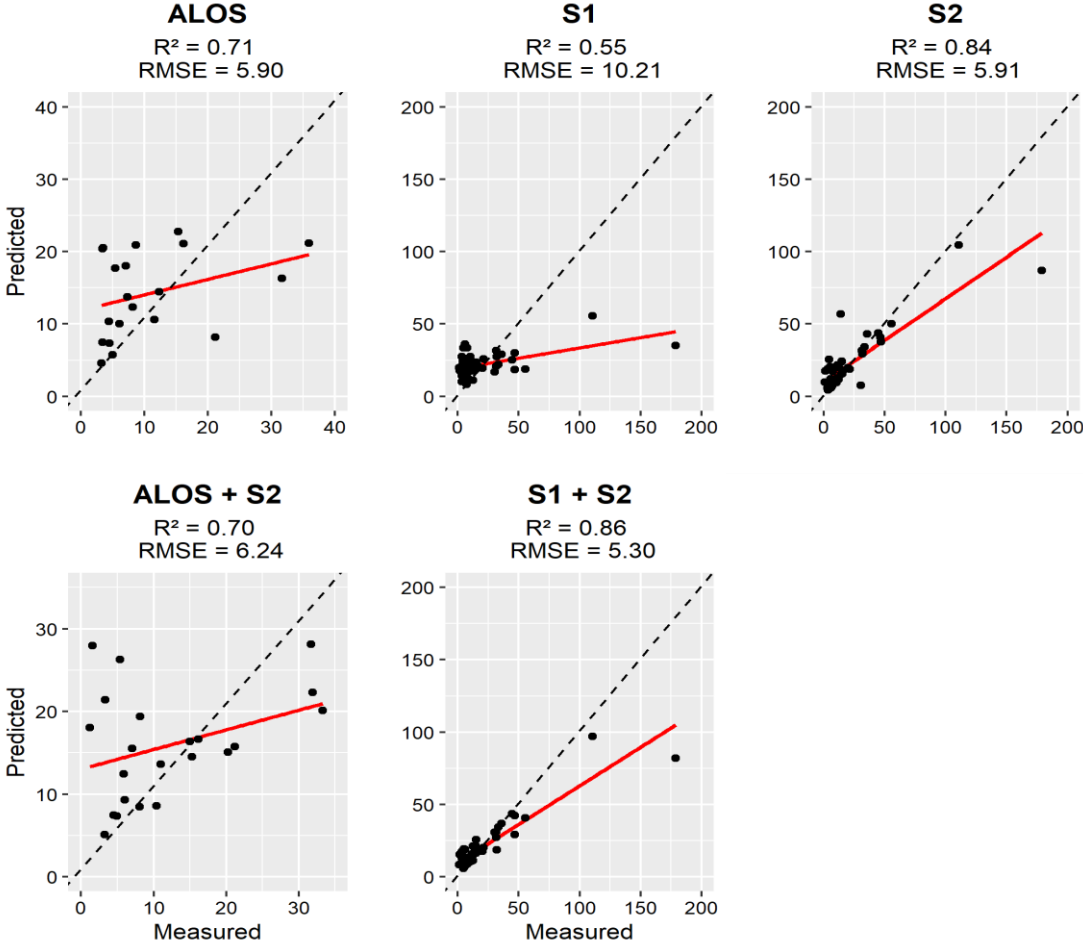 ALOS
R² = 0.71
RMSE = 5.90
S1
R² = 0.55
RMSE = 10.21
S2
R² = 0.84
RMSE = 5.91
Predicted
40
30
20
10
0
0 10 20 30 40
200
150
100
50
0
0 50 100 150 200
200
150
100
50
0
0 50 100 150 200
ALOS + S2
R² = 0.70
RMSE = 6.24
S1 + S2
R² = 0.86
RMSE = 5.30
Predicted
30
20
10
0
0 10 20 30
Measured
200
150
100
50
0
0 50 100 150 200
Measured